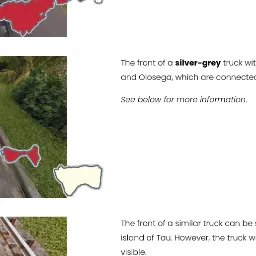 The front of a silver-grey truck wit
and Olosega, which are connected
See below for more information.
The front of a similar truck can be s
island of Tau. However, the truck w
visible.